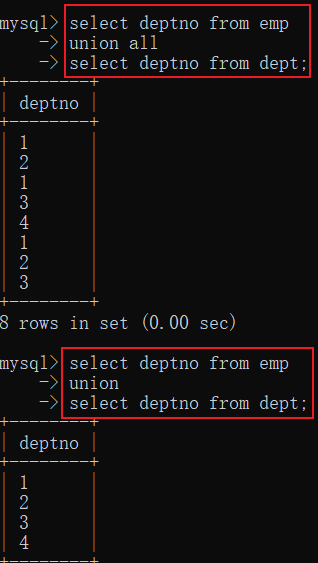 mysql> select deptno from emp
    -> union all
    -> select deptno from dept;
+--------+
| deptno |
+--------+
| 1      |
| 2      |
| 1      |
| 3      |
| 4      |
| 1      |
| 2      |
| 3      |
+--------+
8 rows in set (0.00 sec)
mysql> select deptno from emp
    -> union
    -> select deptno from dept;
+--------+
| deptno |
+--------+
| 1      |
| 2      |
| 3      |
| 4      |
+--------+